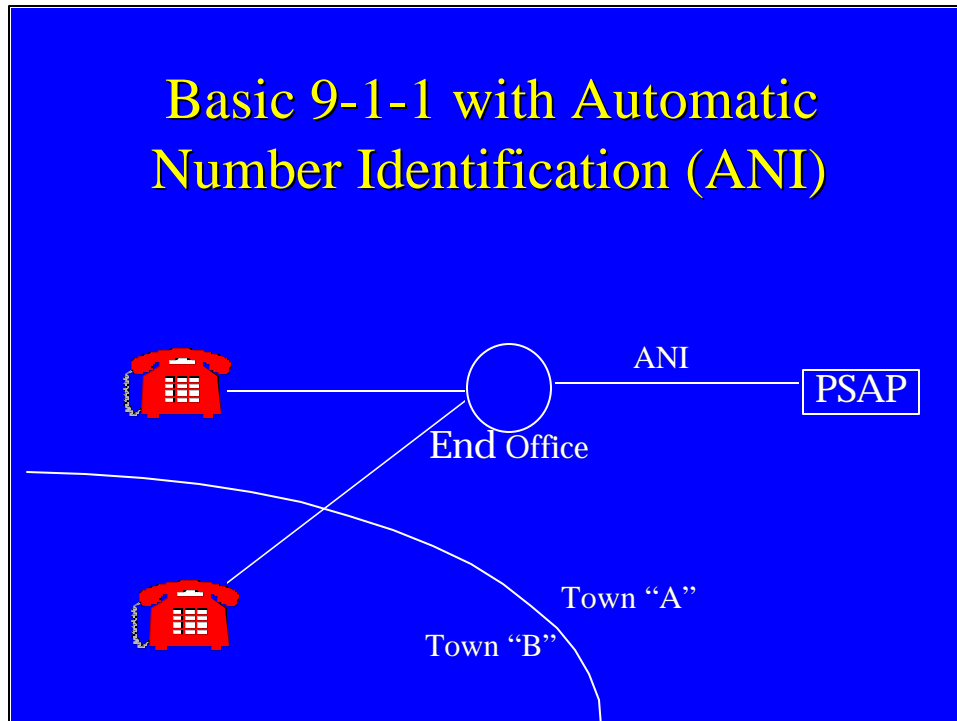 Basic 9-1-1 with Automatic
Number Identification (ANI)
ANI
PSAP
End Office
Town “A”
Town “B”